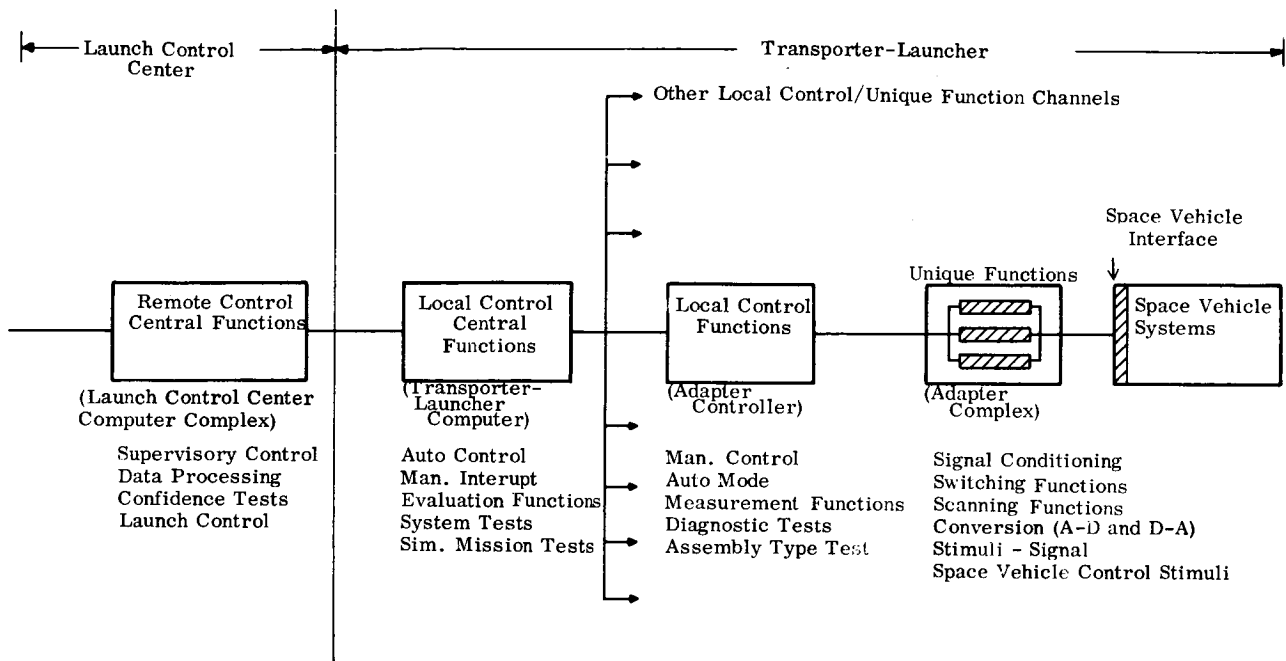 Launch Control
Center
Transporter-Launcher
Other Local Control/Unique Function Channels
Space Vehicle
Interface
Remote Control
Central Functions
(Launch Control Center
Computer Complex)
Supervisory Control
Data Processing
Confidence Tests
Launch Control
Local Control
Central
Functions
(Transporter-
Launcher
Computer)
Auto Control
Man. Interupt
Evaluation Functions
System Tests
Sim. Mission Tests
Local Control
Functions
(Adapter
Controller)
Man. Control
Auto Mode
Measurement Functions
Diagnostic Tests
Assembly Type Test
Unique Functions
(Adapter
Complex)
Signal Conditioning
Switching Functions
Scanning Functions
Conversion (A-D and D-A)
Stimuli - Signal
Space Vehicle Control Stimuli
Space Vehicle
Systems